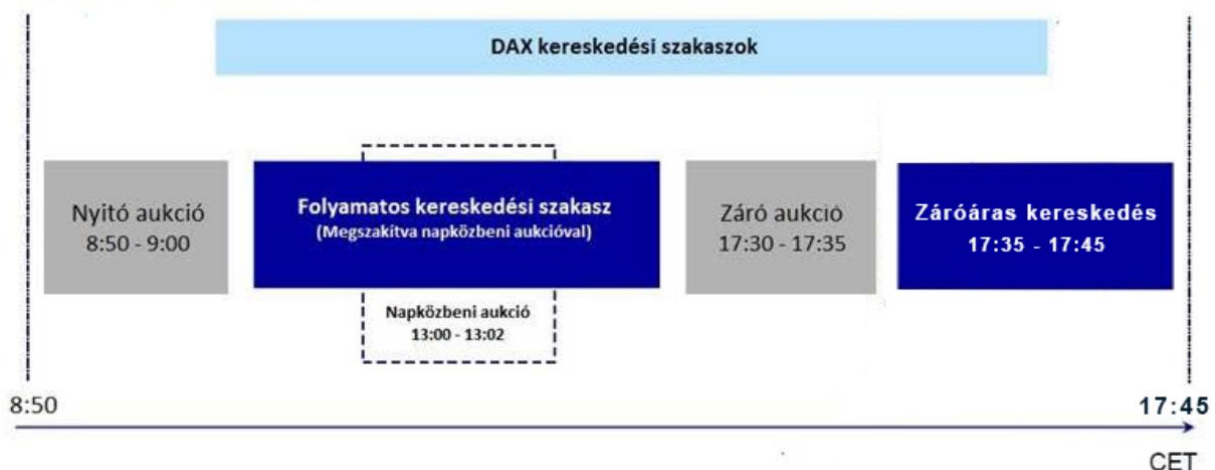 DAX kereskedési szakaszok
Nyitó aukció
8:50 - 9:00
Folyamatos kereskedési szakasz
(Megszakítva napközbeni aukcióval)
Napközbeni aukció
13:00 - 13:02
Záró aukció
17:30 - 17:35
Záróáras kereskedés
17:35 - 17:45
8:50
17:45
CET